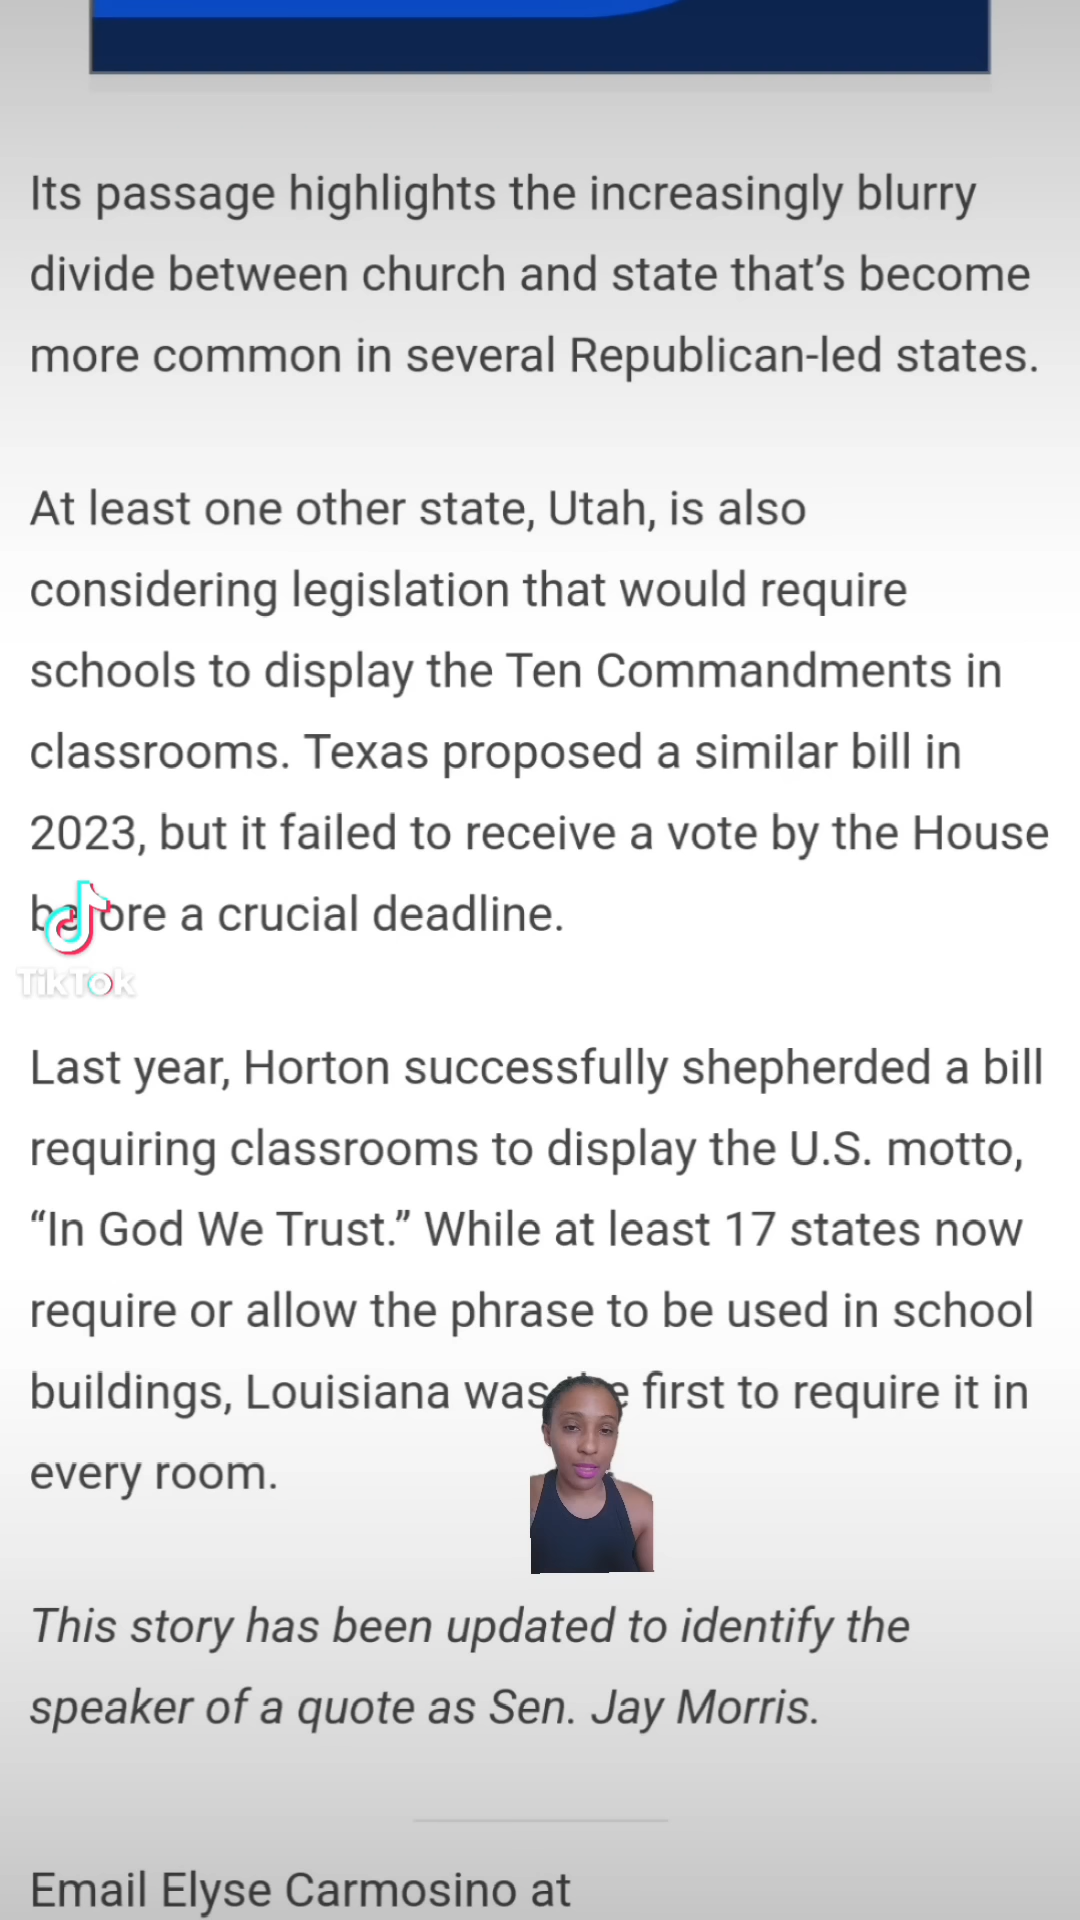 Its passage highlights the increasingly blurry
divide between church and state that’s become
more common in several Republican-led states.
At least one other state, Utah, is also
considering legislation that would require
schools to display the Ten Commandments in
classrooms. Texas proposed a similar bill in
2023, but it failed to receive a vote by the House
before a crucial deadline.
TikTok
Last year, Horton successfully shepherded a bill
requiring classrooms to display the U.S. motto,
“In God We Trust.” While at least 17 states now
require or allow the phrase to be used in school
buildings, Louisiana was the first to require it in
every room.
This story has been updated to identify the
speaker of a quote as Sen. Jay Morris.
Email Elyse Carmosino at